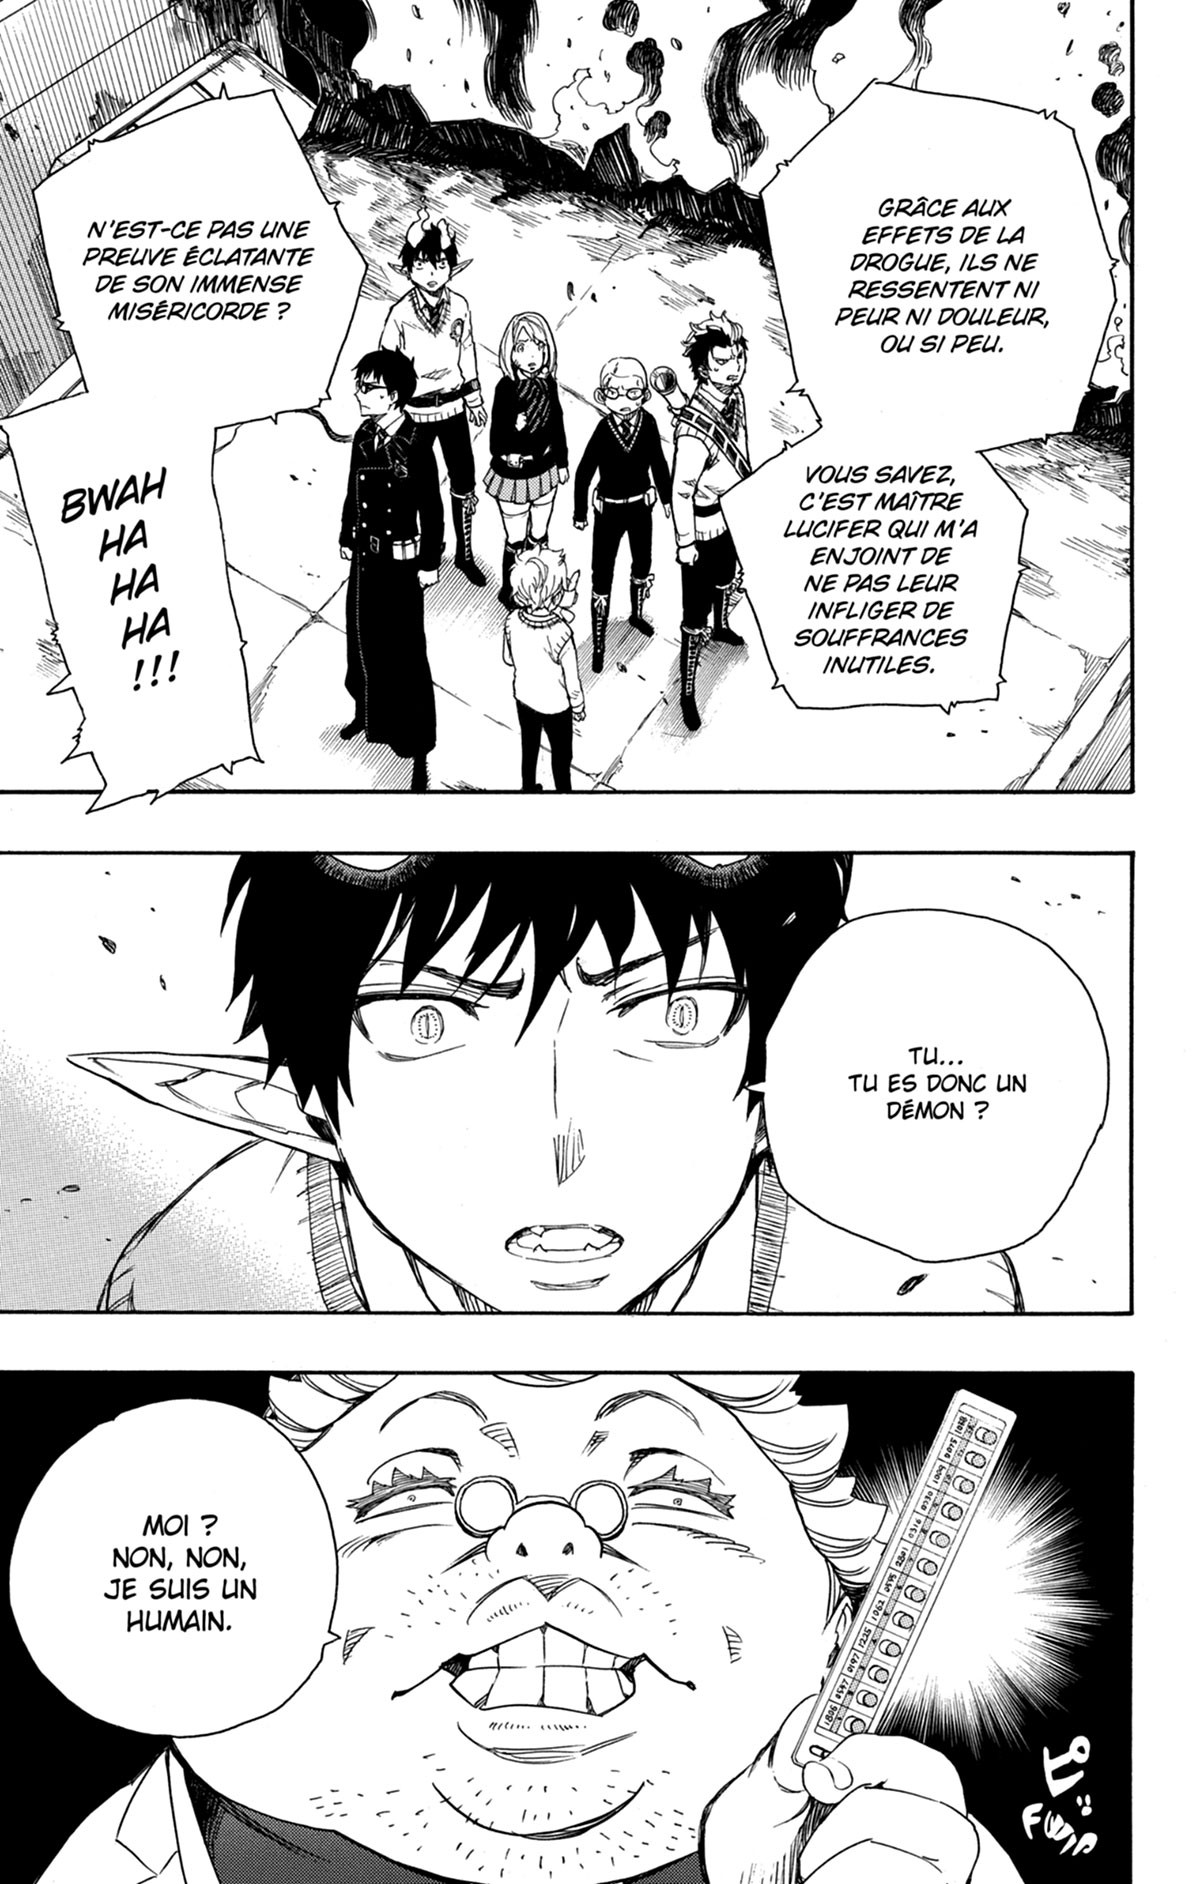 GRÂCE AUX
EFFETS DE LA
DROGUE, ILS NE
RESSENTENT NI
PEUR NI DOULEUR,
OU SI PEU.
VOUS SAVEZ,
C'EST MAÎTRE
LUCIFER QUI M'A
ENJOINT DE
NE PAS LEUR
INFLIGER DE
SOUFFRANCES
INUTILES.
N'EST-CE PAS UNE
PREUVE ÉCLATANTE
DE SON IMMENSE
MISÉRICORDE ?
BWAH
HA
HA
HA
!!!
TU...
TU ES DONC UN
DÉMON ?
MOI ?
NON, NON,
JE SUIS UN
HUMAIN.
FWIP